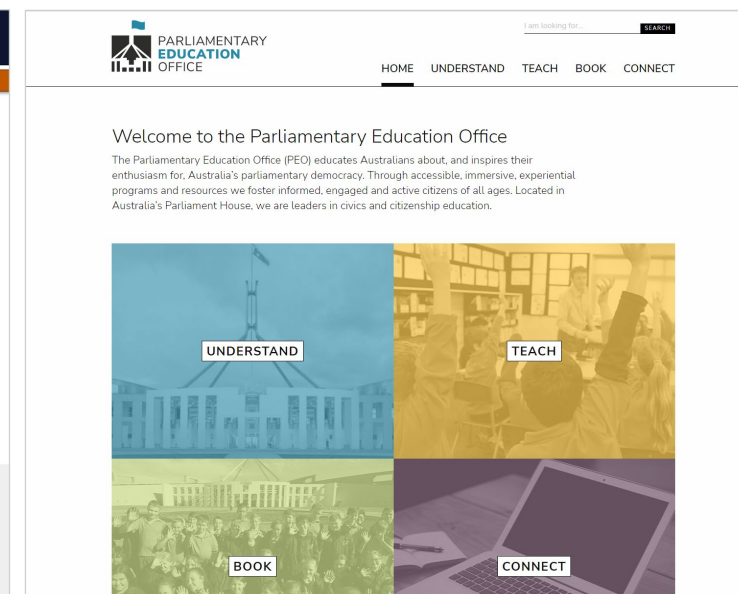 PARLIAMENTARY
EDUCATION
OFFICE
I am looking for...
SEARCH
HOME UNDERSTAND TEACH BOOK CONNECT
Welcome to the Parliamentary Education Office
The Parliamentary Education Office (PEO) educates Australians about, and inspires their
enthusiasm for, Australia's parliamentary democracy. Through accessible, immersive, experiential
programs and resources we foster informed, engaged and active citizens of all ages. Located in
Australia's Parliament House, we are leaders in civics and citizenship education.
UNDERSTAND
TEACH
BOOK
CONNECT